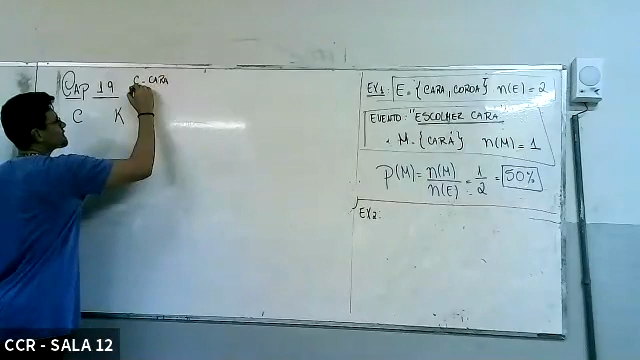 CAP 19
C - CARA
C K
EX1: E = {CARA, COROA} n(E) = 2
EVENTO: "ESCOLHER CARA"
• M = {CARA} n(M) = 1
P(M) = n(M)/n(E) = 1/2 = 50%
EX2:
CCR - SALA 12